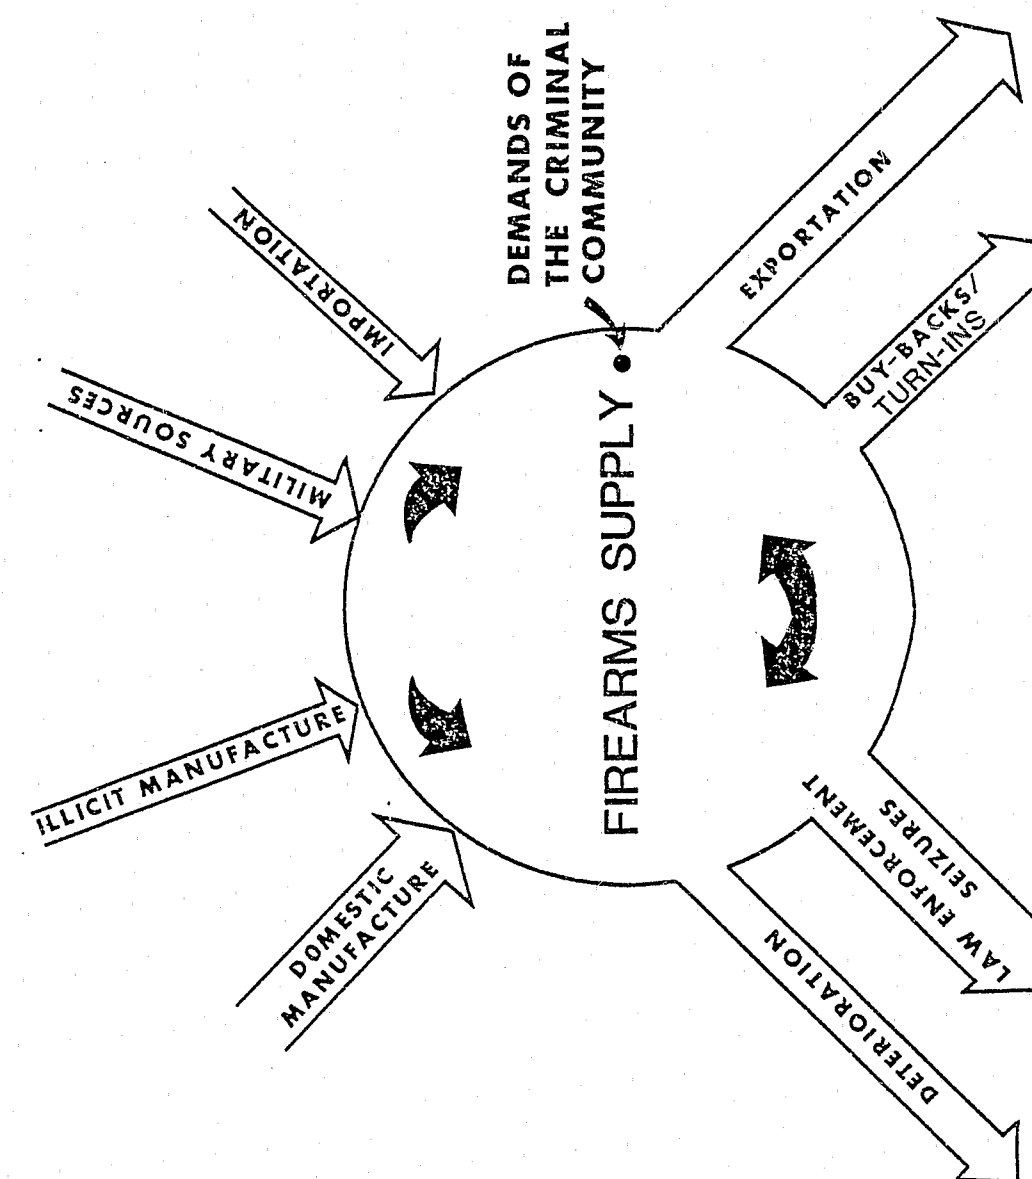 DEMANDS OF
THE CRIMINAL
COMMUNITY
IMPORTATION
MILITARY SOURCES
ILLICIT MANUFACTURE
DOMESTIC
MANUFACTURE
FIREARMS SUPPLY
EXPORTATION
BUY-BACKS/
TURN-INS
LAW ENFORCEMENT
SEIZURES
DETERIORATION